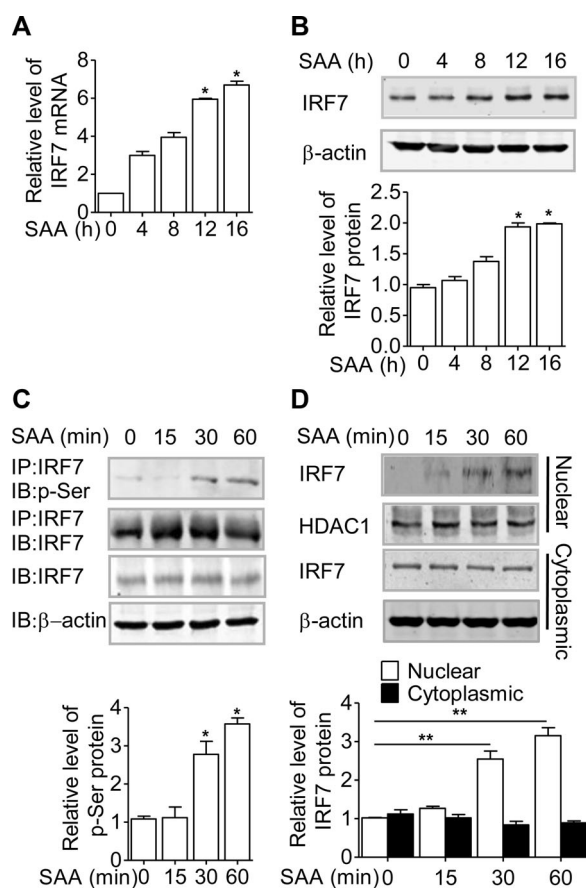 A
Relative level of
IRF7 mRNA
8
6
4
2
0
SAA (h)
0 4 8 12 16
* *
B
SAA (h) 0 4 8 12 16
IRF7
β-actin
Relative level of
IRF7 protein
2.5
2.0
1.5
1.0
0.5
0.0
* *
SAA (h) 0 4 8 12 16
C
SAA (min)
0 15 30 60
IP:IRF7
IB:p-Ser
IP:IRF7
IB:IRF7
IB:IRF7
IB:β–actin
Relative level of
p-Ser protein
4
3
2
1
0
* *
SAA (min) 0 15 30 60
D
SAA (min)
0 15 30 60
IRF7
HDAC1
Nuclear
IRF7
β-actin
Cytoplasmic
Nuclear
Cytoplasmic
Relative level of
IRF7 protein
4
3
2
1
0
**
**
SAA (min) 0 15 30 60